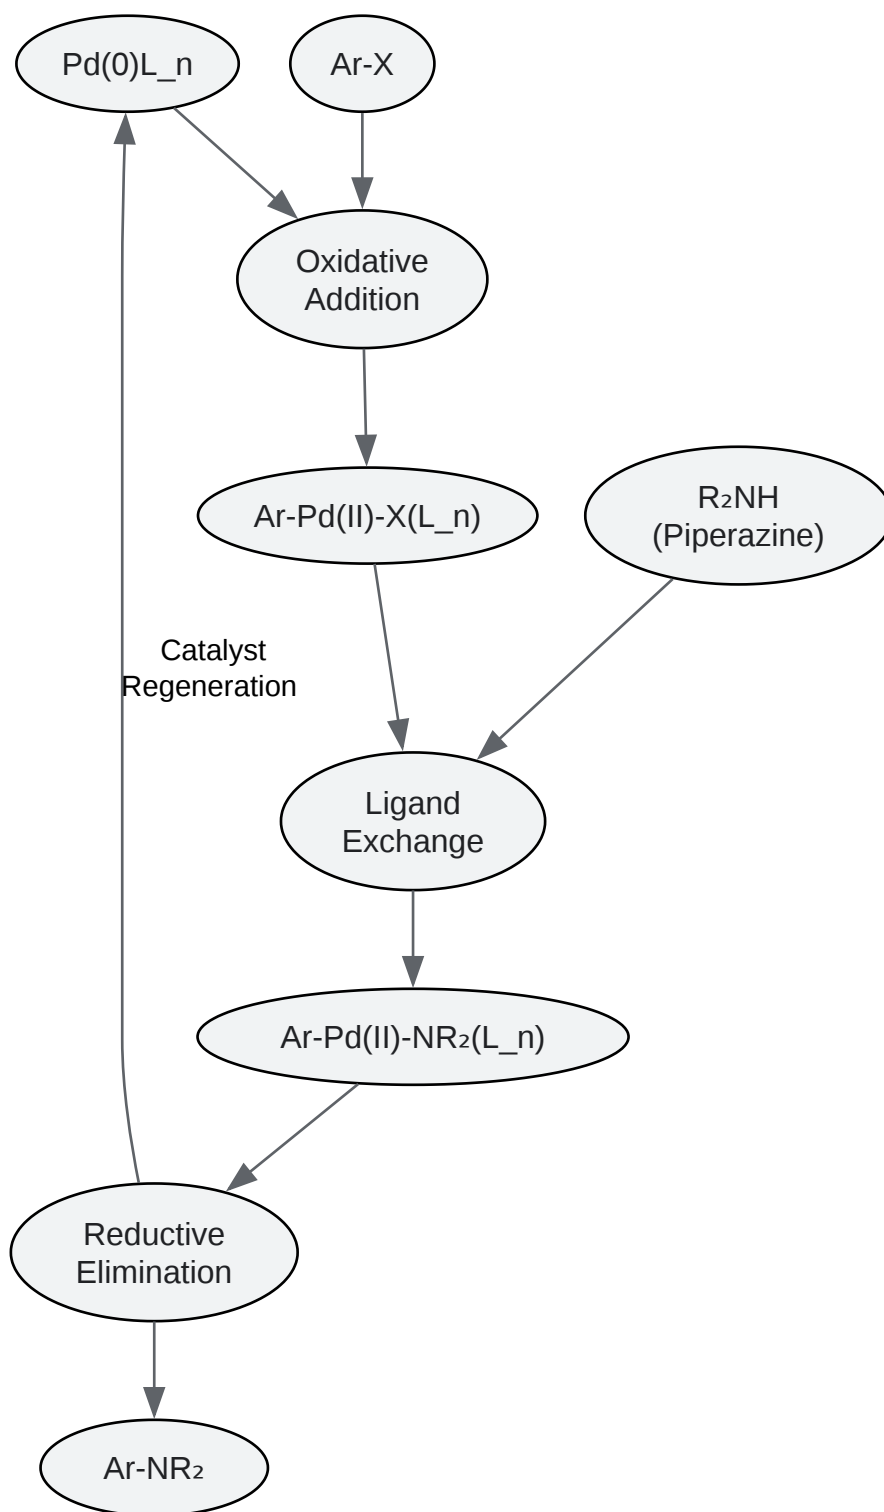 Pd(0)L_n
Ar-X
Oxidative
Addition
Ar-Pd(II)-X(L_n)
R₂NH
(Piperazine)
Catalyst
Regeneration
Ligand
Exchange
Ar-Pd(II)-NR₂(L_n)
Reductive
Elimination
Ar-NR₂